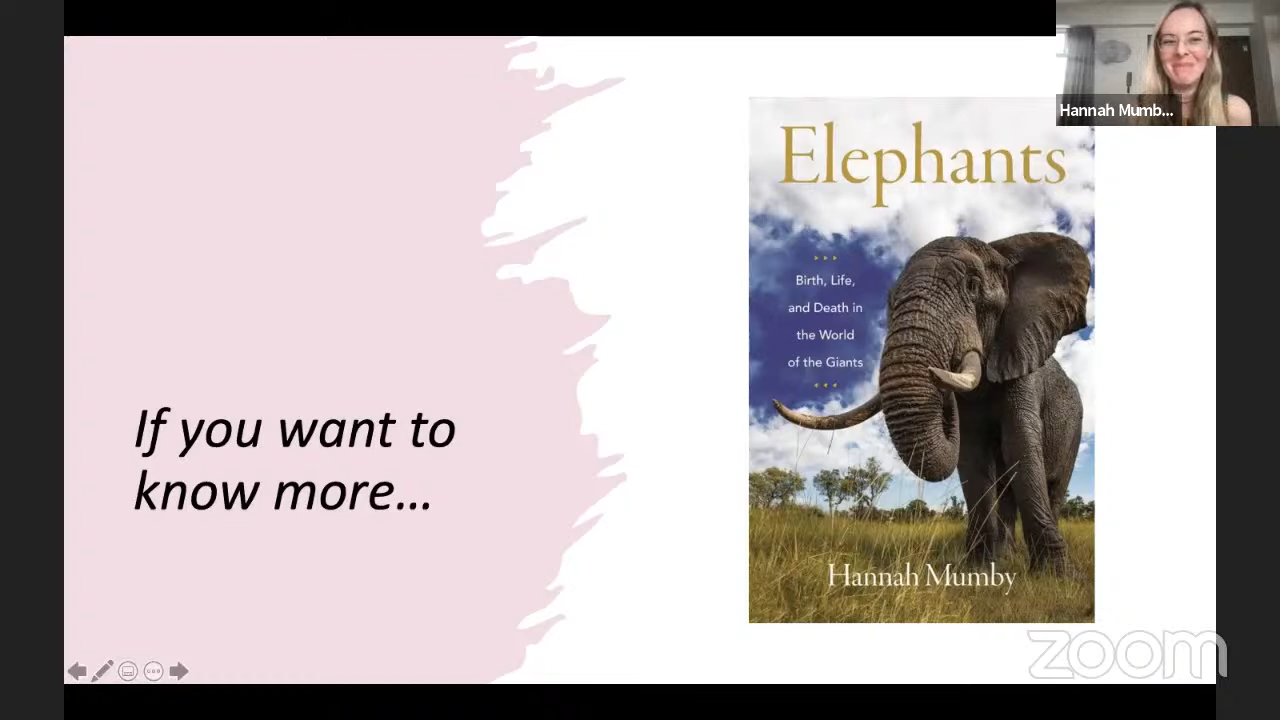 Hannah Mumb...
Elephants
Birth, Life,
and Death in
the World
of the Giants
If you want to
know more...
Hannah Mumby
zoom